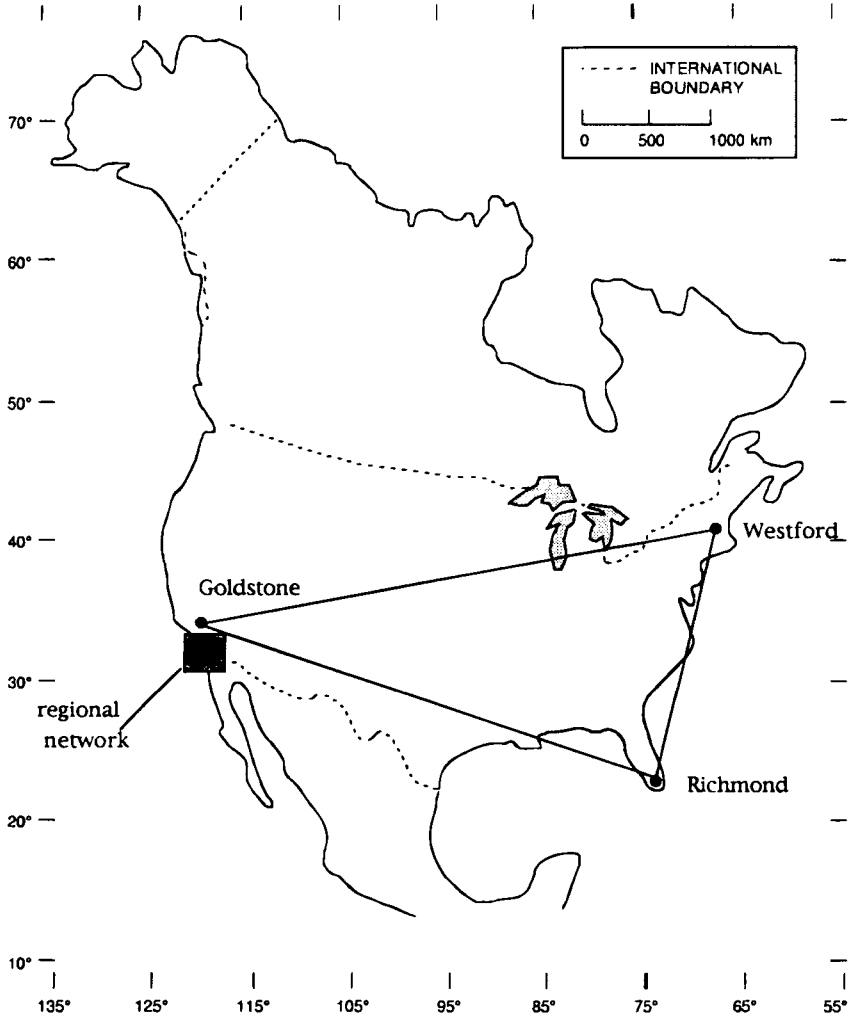 INTERNATIONAL
BOUNDARY
0 500 1000 km
70°
60°
50°
Westford
40°
Goldstone
30°
regional
network
Richmond
20°
10°
135° 125° 115° 105° 95° 85° 75° 65° 55°